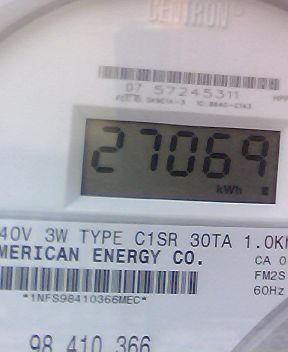 CENTRON®
07 57245311
27069
kWh
40V 3W TYPE C1SR 30TA 1.0K
MERICAN ENERGY CO.
CA 0
FM2S
60Hz
*1NFS98410366MEC*
98 410 366